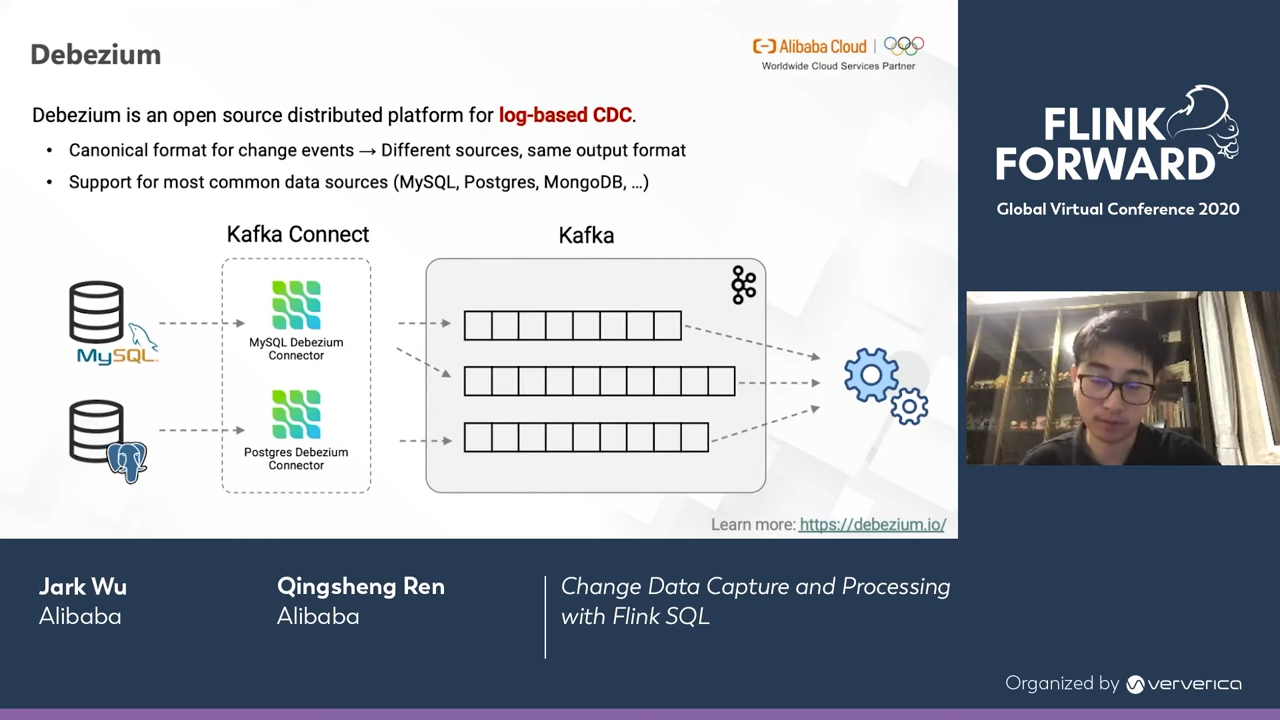 Debezium
Alibaba Cloud
Worldwide Cloud Services Partner
Debezium is an open source distributed platform for log-based CDC.
• Canonical format for change events → Different sources, same output format
• Support for most common data sources (MySQL, Postgres, MongoDB, ...)
Kafka Connect
Kafka
MySQL
MySQL Debezium
Connector
Postgres Debezium
Connector
Learn more: https://debezium.io/
FLINK
FORWARD
Global Virtual Conference 2020
Jark Wu
Alibaba
Qingsheng Ren
Alibaba
Change Data Capture and Processing
with Flink SQL
Organized by ververica